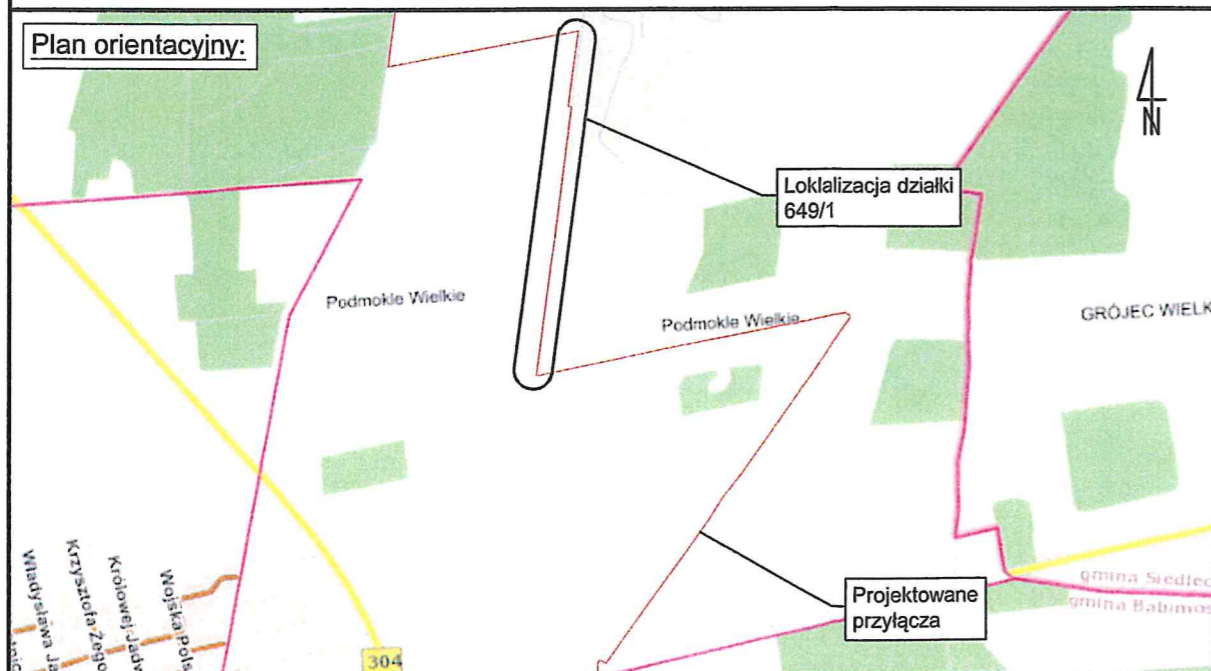 Plan orientacyjny:
N
Loklalizacja działki
649/1
Podmokle Wielkie
Podmokle Wielkie
GRÓJEC WIELK
gmina Siedlec
gmina Babimos
Projektowane
przyłącza
Wojska Pols
Królowej Jadw
Krzysztofa Żego
Władysława Ja
304